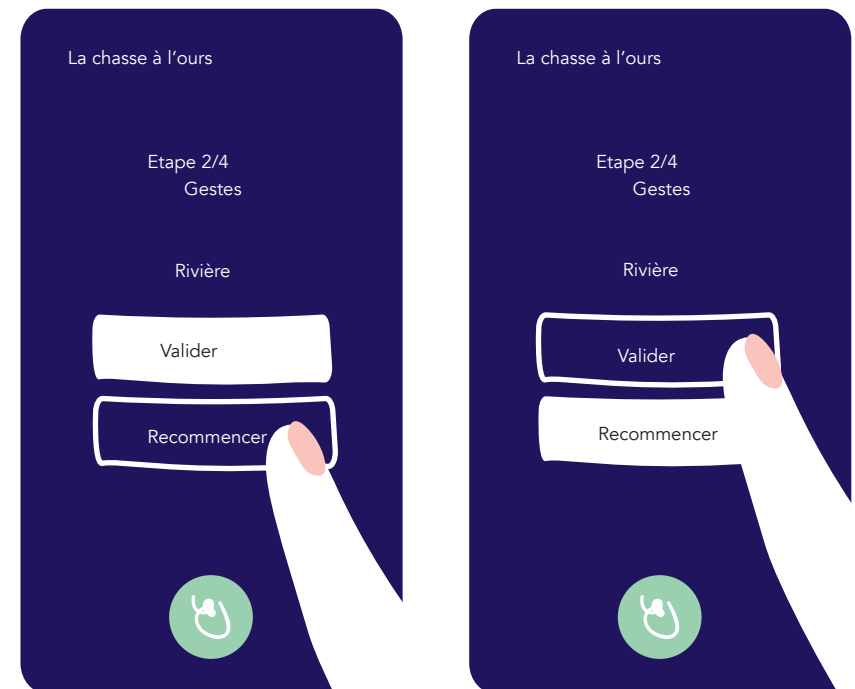 La chasse à l’ours
Etape 2/4
Gestes
Rivière
Valider
Recommencer
La chasse à l’ours
Etape 2/4
Gestes
Rivière
Valider
Recommencer